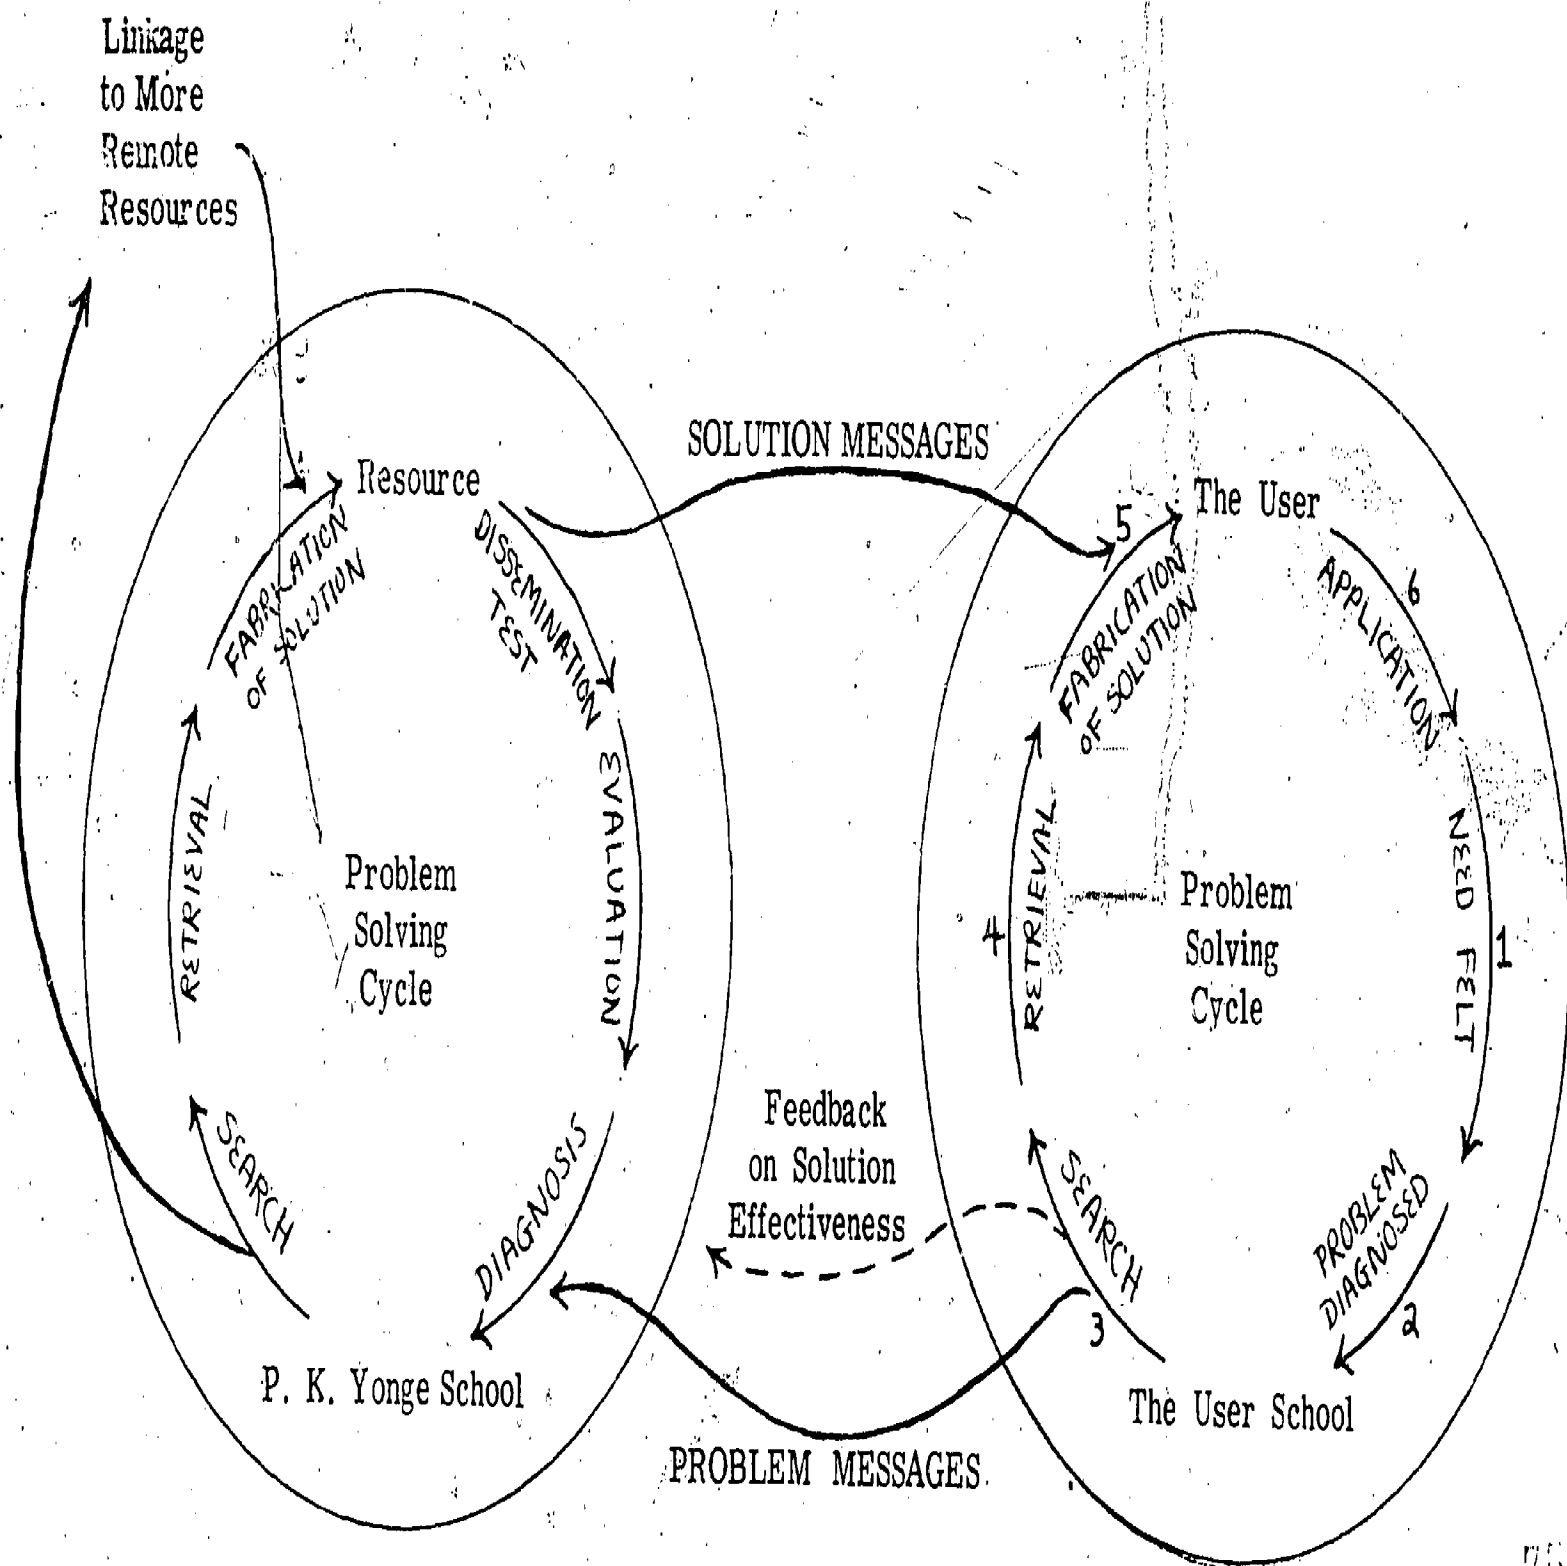 Linkage
to More
Remote
Resources
SOLUTION MESSAGES
Resource
The User
5
6
FABRICATION
OF SOLUTION
DISSEMINATION
TEST
FABRICATION
OF SOLUTION
APPLICATION
RETRIEVAL
EVALUATION
RETRIEVAL
NEED FELT
4
1
Problem
Solving
Cycle
Problem
Solving
Cycle
Feedback
on Solution
Effectiveness
SEARCH
DIAGNOSIS
SEARCH
PROBLEM
DIAGNOSED
3
2
P. K. Yonge School
The User School
PROBLEM MESSAGES